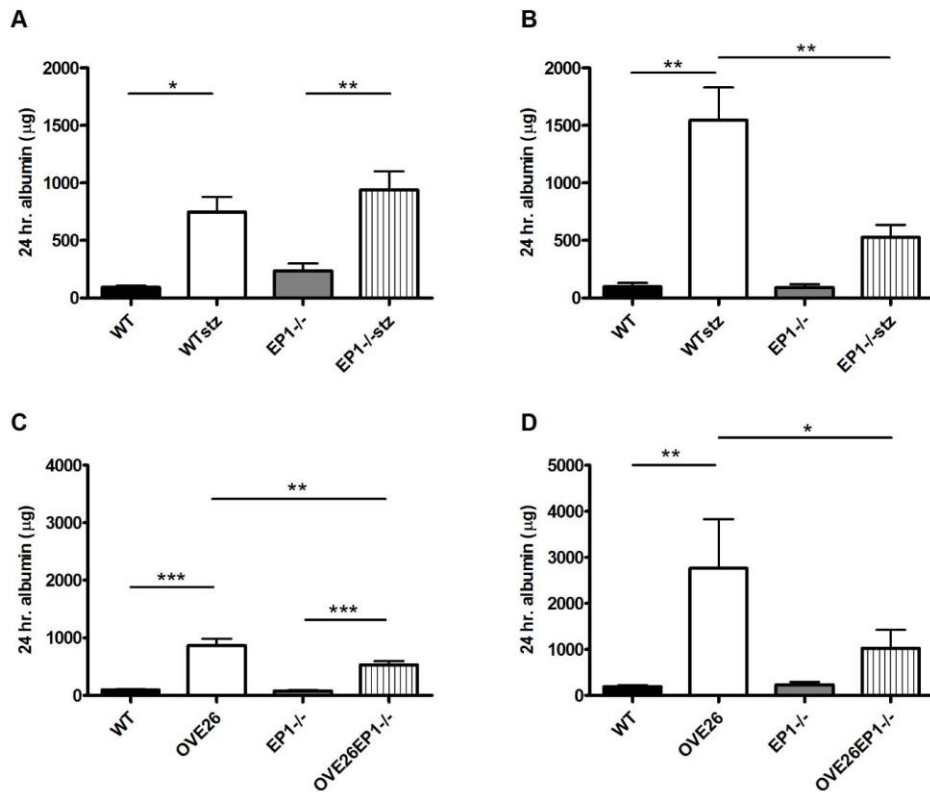 A
24 hr. albumin (μg)
2000
1500
1000
500
0
*
**
WT
WTstz
EP1-/-
EP1-/-stz
B
24 hr. albumin (μg)
2000
1500
1000
500
0
**
**
WT
WTstz
EP1-/-
EP1-/-stz
C
24 hr. albumin (μg)
4000
3000
2000
1000
0
**
***
***
WT
OVE26
EP1-/-
OVE26EP1-/-
D
24 hr. albumin (μg)
5000
4000
3000
2000
1000
0
*
**
WT
OVE26
EP1-/-
OVE26EP1-/-